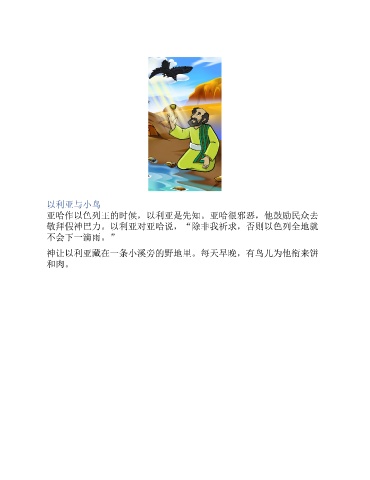 以利亚与小鸟
亚哈作以色列王的时候，以利亚是先知。亚哈很邪恶，他鼓励民众去
敬拜假神巴力。以利亚对亚哈说，“除非我祈求，否则以色列全地就
不会下一滴雨。”
神让以利亚藏在一条小溪旁的野地里。每天早晚，有鸟儿为他衔来饼
和肉。